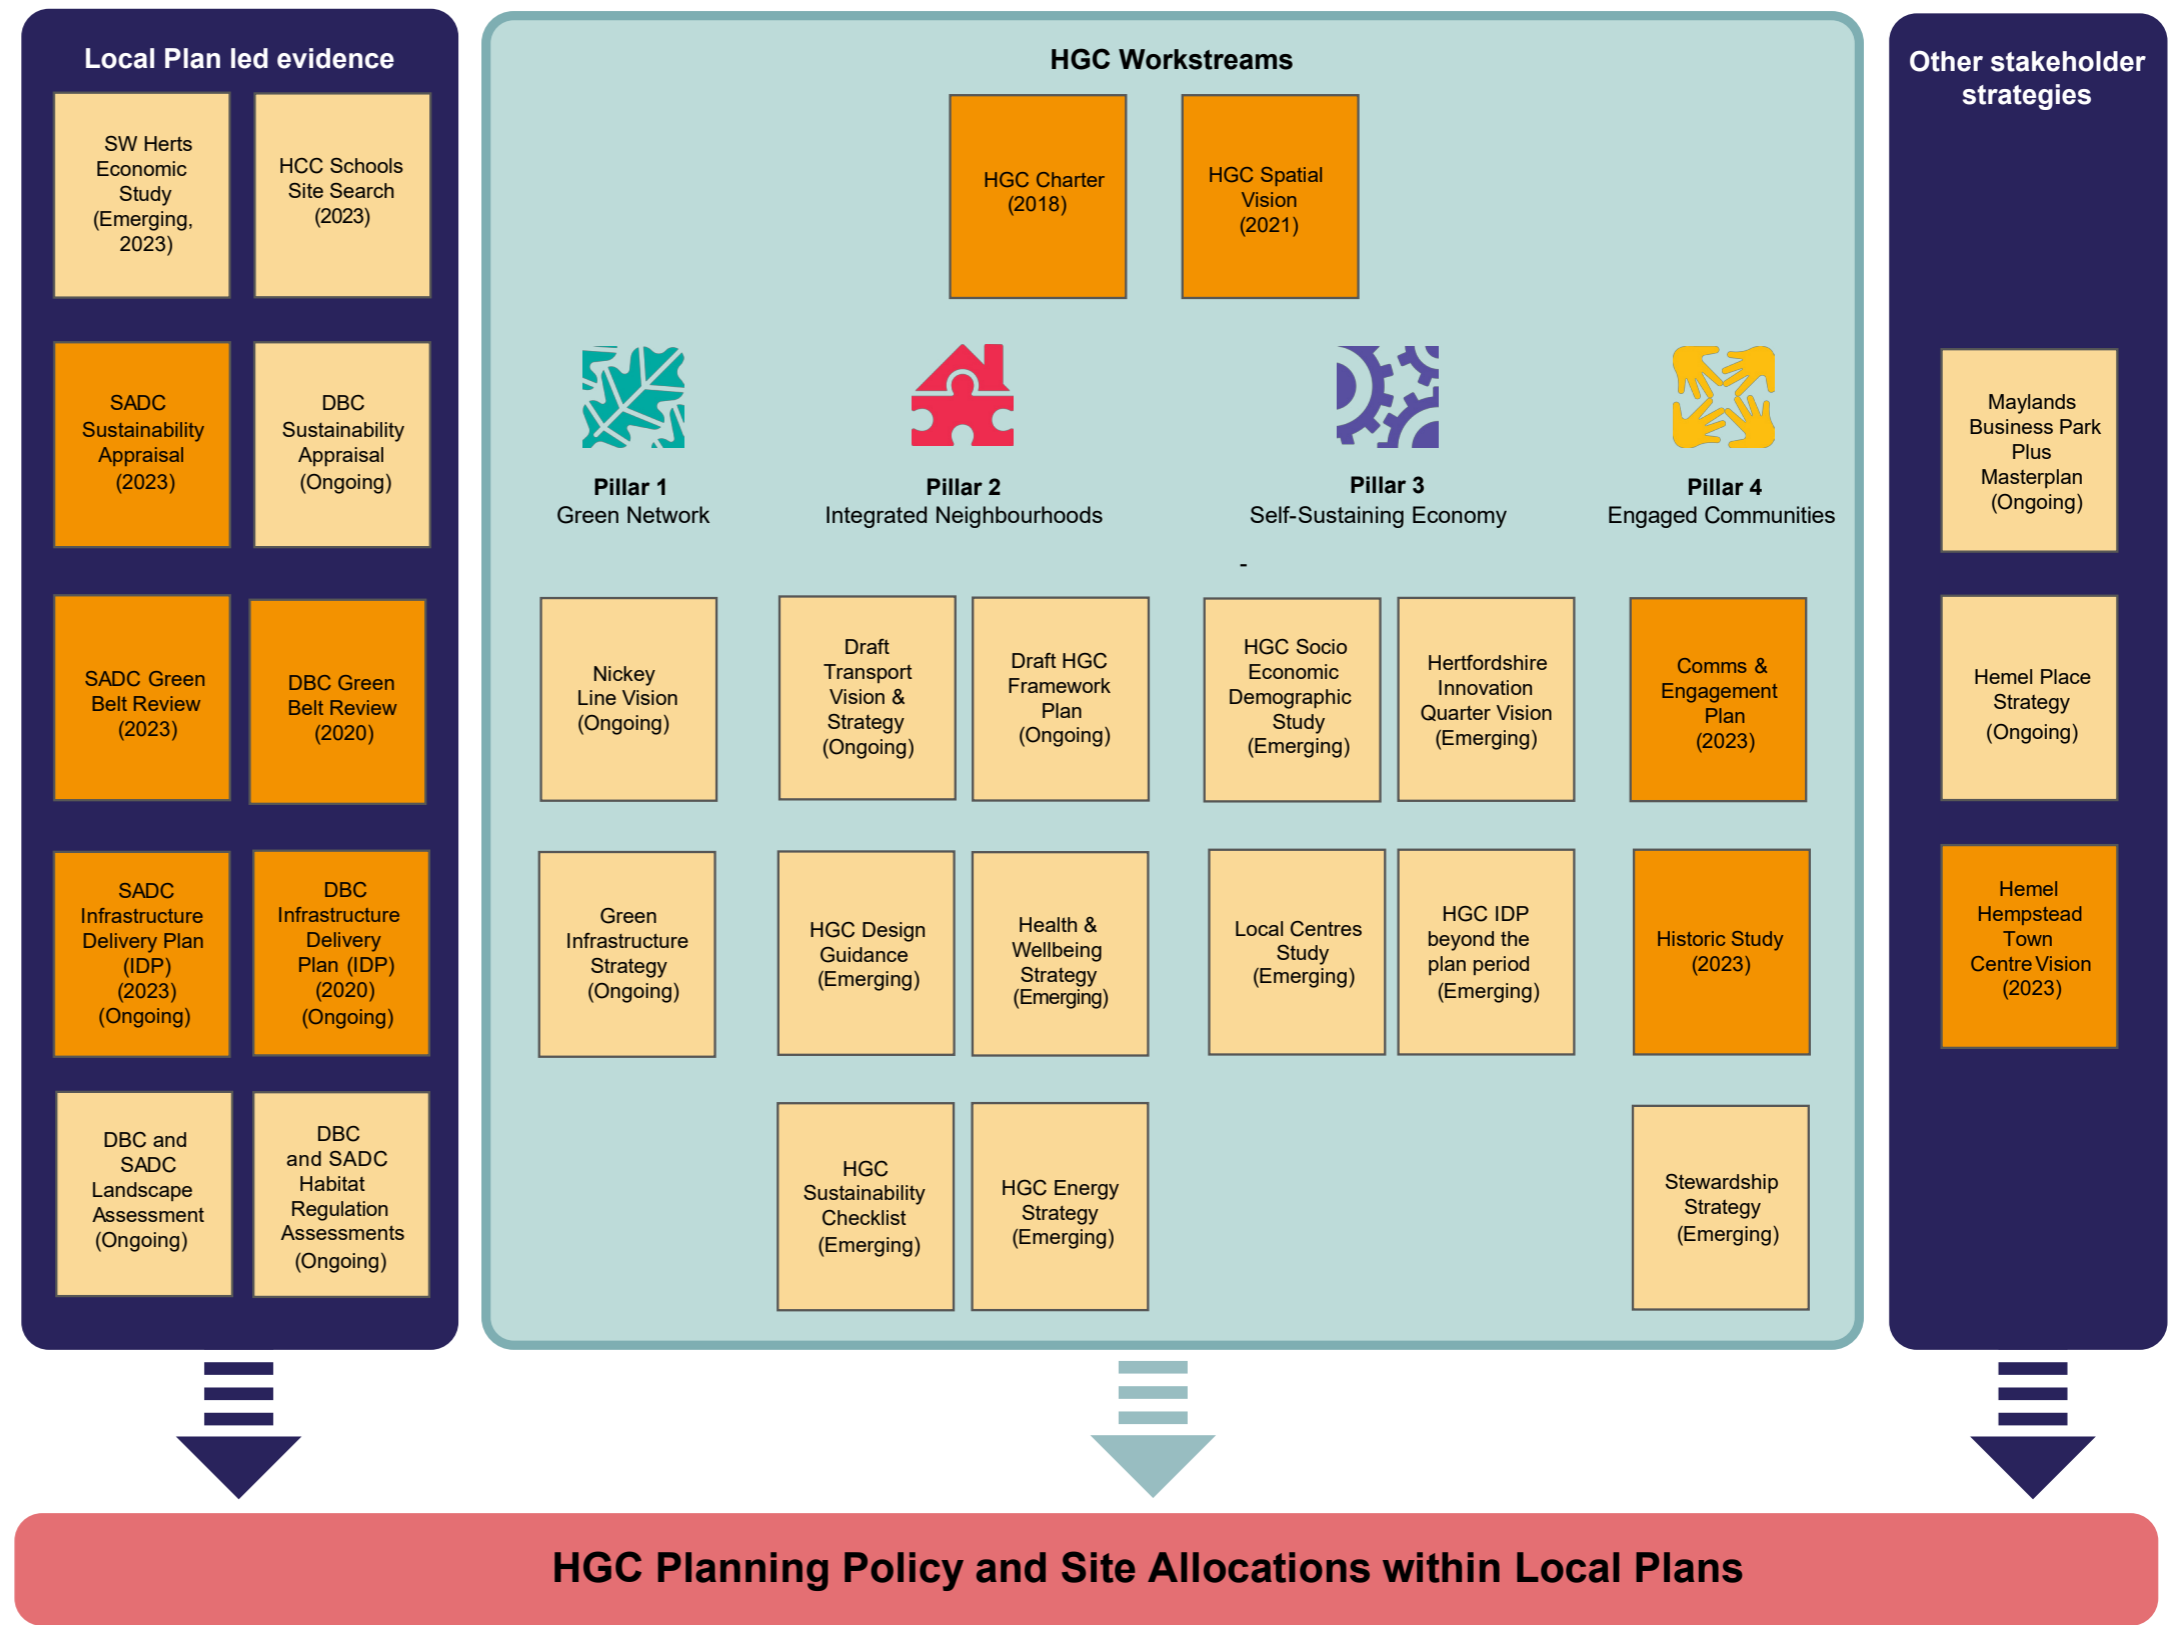 Local Plan led evidence
SW Herts
Economic
Study
(Emerging,
2023)
HCC Schools
Site Search
(2023)
SADC
Sustainability
Appraisal
(2023)
DBC
Sustainability
Appraisal
(Ongoing)
SADC Green
Belt Review
(2023)
DBC Green
Belt Review
(2020)
SADC
Infrastructure
Delivery Plan
(IDP)
(2023)
(Ongoing)
DBC
Infrastructure
Delivery
Plan (IDP)
(2020)
(Ongoing)
DBC and
SADC
Landscape
Assessment
(Ongoing)
DBC
and SADC
Habitat
Regulation
Assessments
(Ongoing)
HGC Workstreams
HGC Charter
(2018)
HGC Spatial
Vision
(2021)
Pillar 1
Green Network
Pillar 2
Integrated Neighbourhoods
Pillar 3
Self-Sustaining Economy
-
Pillar 4
Engaged Communities
Nickey
Line Vision
(Ongoing)
Draft
Transport
Vision &
Strategy
(Ongoing)
Draft HGC
Framework
Plan
(Ongoing)
HGC Socio
Economic
Demographic
Study
(Emerging)
Hertfordshire
Innovation
Quarter Vision
(Emerging)
Comms &
Engagement
Plan
(2023)
Green
Infrastructure
Strategy
(Ongoing)
HGC Design
Guidance
(Emerging)
Health &
Wellbeing
Strategy
(Emerging)
Local Centres
Study
(Emerging)
HGC IDP
beyond the
plan period
(Emerging)
Historic Study
(2023)
HGC
Sustainability
Checklist
(Emerging)
HGC Energy
Strategy
(Emerging)
Stewardship
Strategy
(Emerging)
Other stakeholder
strategies
Maylands
Business Park
Plus
Masterplan
(Ongoing)
Hemel Place
Strategy
(Ongoing)
Hemel
Hempstead
Town
Centre Vision
(2023)
HGC Planning Policy and Site Allocations within Local Plans